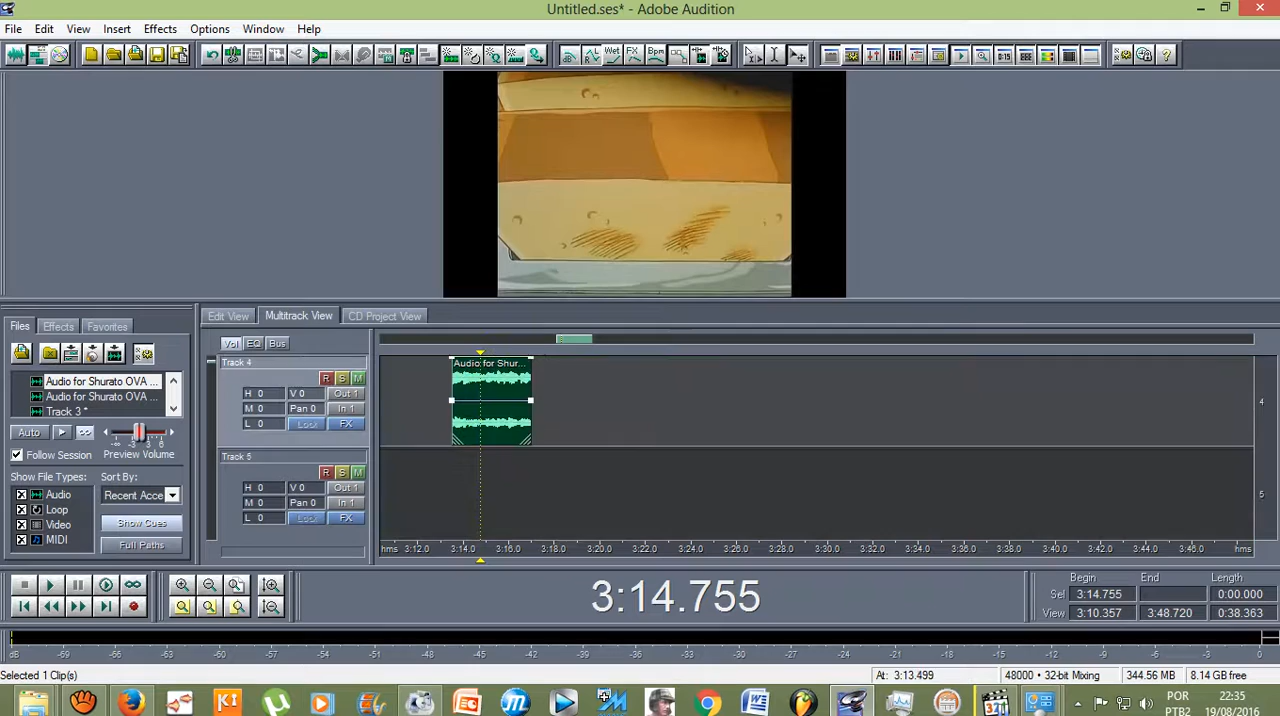 Untitled.ses* - Adobe Audition
File Edit View Insert Effects Options Window Help
Files Effects Favorites
Edit View Multitrack View CD Project View
Vol EQ Bus
Audio for Shurato OVA ...
Audio for Shurato OVA ...
Track 3 *
Auto
-∞ -3 3 6
Follow Session Preview Volume
Show File Types: Sort By:
Audio Recent Acce
Loop
Video Show Cues
MIDI Full Paths
Track 4
R S M
H 0 V 0 Out 1
M 0 Pan 0 In 1
L 0 Lock FX
Audio for Shur...
4
Track 5
R S M
H 0 V 0 Out 1
M 0 Pan 0 In 1
L 0 Lock FX
5
hms 3:12.0 3:14.0 3:16.0 3:18.0 3:20.0 3:22.0 3:24.0 3:26.0 3:28.0 3:30.0 3:32.0 3:34.0 3:36.0 3:38.0 3:40.0 3:42.0 3:44.0 3:46.0 hms
3:14.755
Begin End Length
Sel 3:14.755 0:00.000
View 3:10.357 3:48.720 0:38.363
dB -69 -66 -63 -60 -57 -54 -51 -48 -45 -42 -39 -36 -33 -30 -27 -24 -21 -18 -15 -12 -9 -6 -3 0
Selected 1 Clip(s) At: 3:13.499 48000 • 32-bit Mixing 344.56 MB 8.14 GB free
POR 22:35
PTB2 19/08/2016